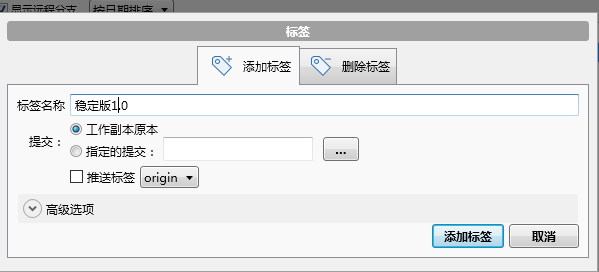 显示远程分支 按日期排序
标签
添加标签 删除标签
标签名称 稳定版1.0
提交： 工作副本原本
指定的提交： ...
推送标签 origin
高级选项
添加标签 取消